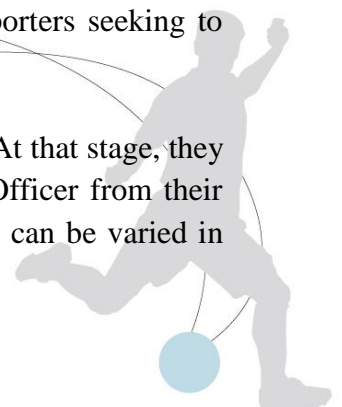 porters seeking to
At that stage, they
Officer from their
can be varied in